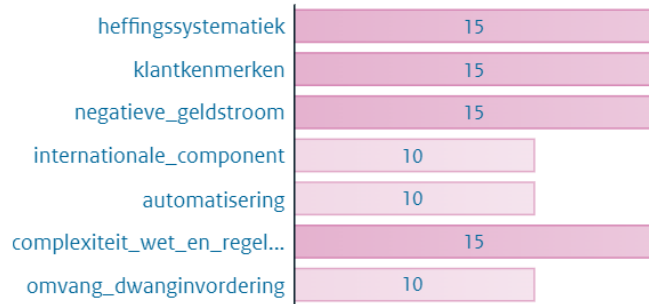 heffingssystematiek 15
klantkenmerken 15
negatieve_geldstroom 15
internationale_component 10
automatisering 10
complexiteit_wet_en_regel... 15
omvang_dwanginvordering 10